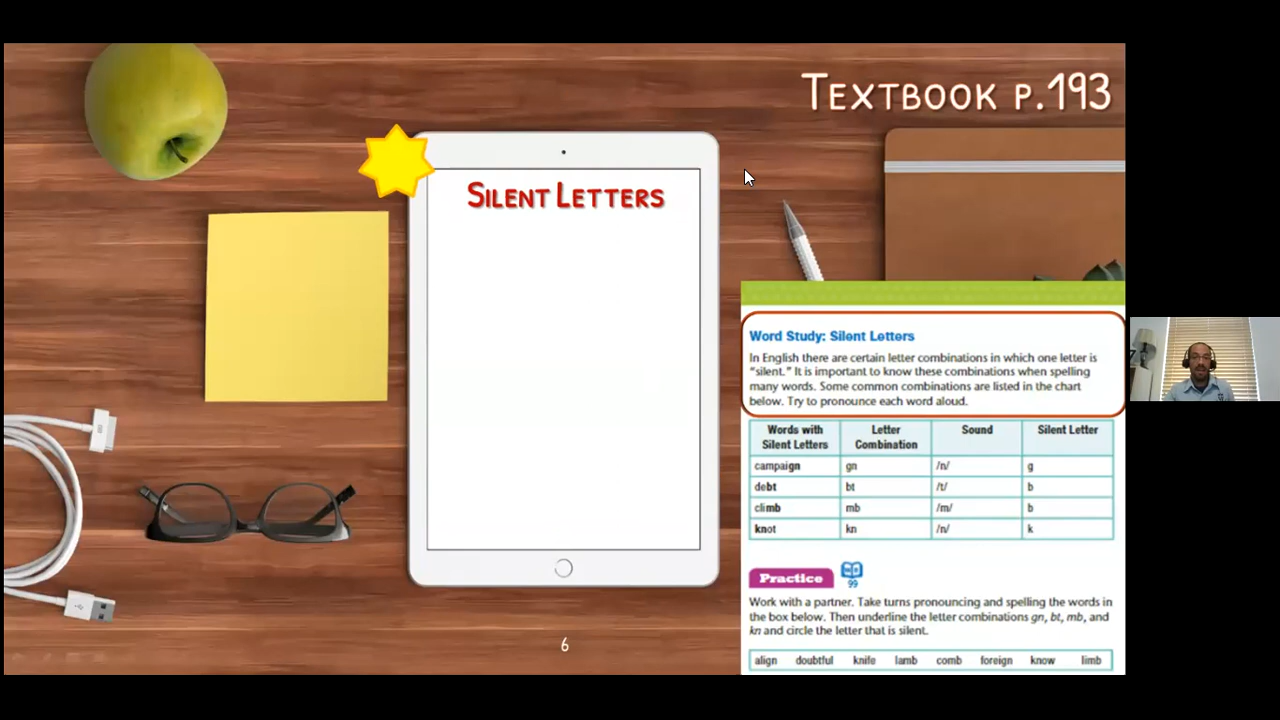 TEXTBOOK P.193
SILENT LETTERS
Word Study: Silent Letters
In English there are certain letter combinations in which one letter is
"silent." It is important to know these combinations when spelling
many words. Some common combinations are listed in the chart
below. Try to pronounce each word aloud.
Words with Silent Letters Letter Combination Sound Silent Letter
campaign gn /n/ g
debt bt /t/ b
climb mb /m/ b
knot kn /n/ k
Practice 99
Work with a partner. Take turns pronouncing and spelling the words in
the box below. Then underline the letter combinations gn, bt, mb, and
kn and circle the letter that is silent.
align doubtful knife lamb comb foreign know limb
6